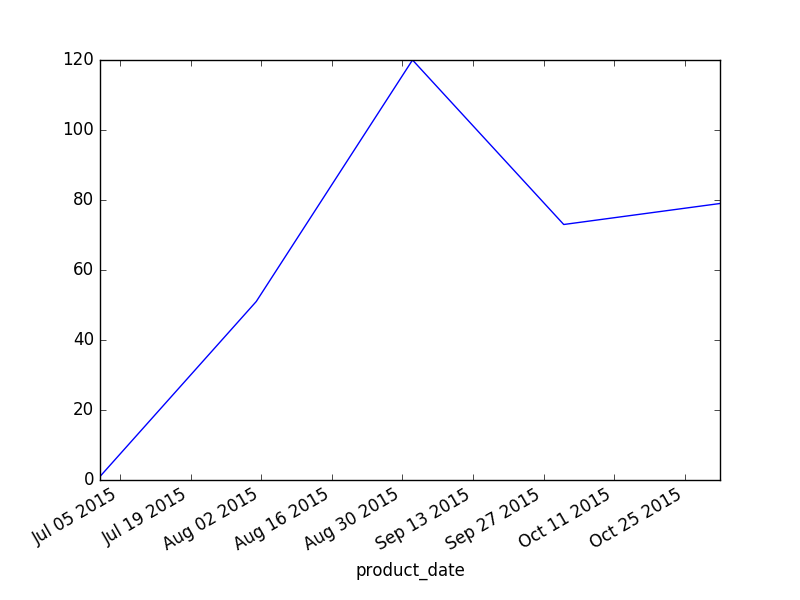 120
100
80
60
40
20
0
Jul 05 2015
Jul 19 2015
Aug 02 2015
Aug 16 2015
Aug 30 2015
Sep 13 2015
Sep 27 2015
Oct 11 2015
Oct 25 2015
product_date